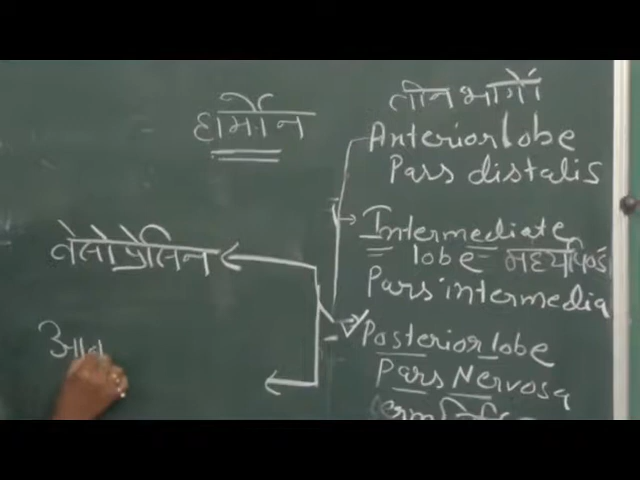 हार्मोन
तीन भागों
Anterior lobe
Pars distalis
Intermediate
lobe - मध्यपिंड
Pars intermedia
वेसोप्रेसिन
Posterior lobe
Pars Nervosa